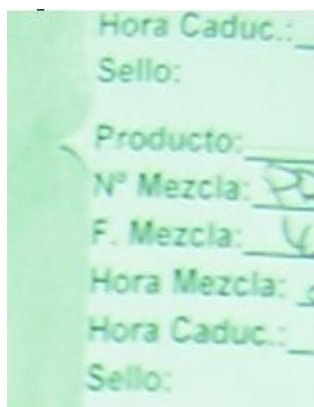 Hora Caduc.:
Sello:
Producto:
Nº Mezcla:
F. Mezcla:
Hora Mezcla:
Hora Caduc.:
Sello: